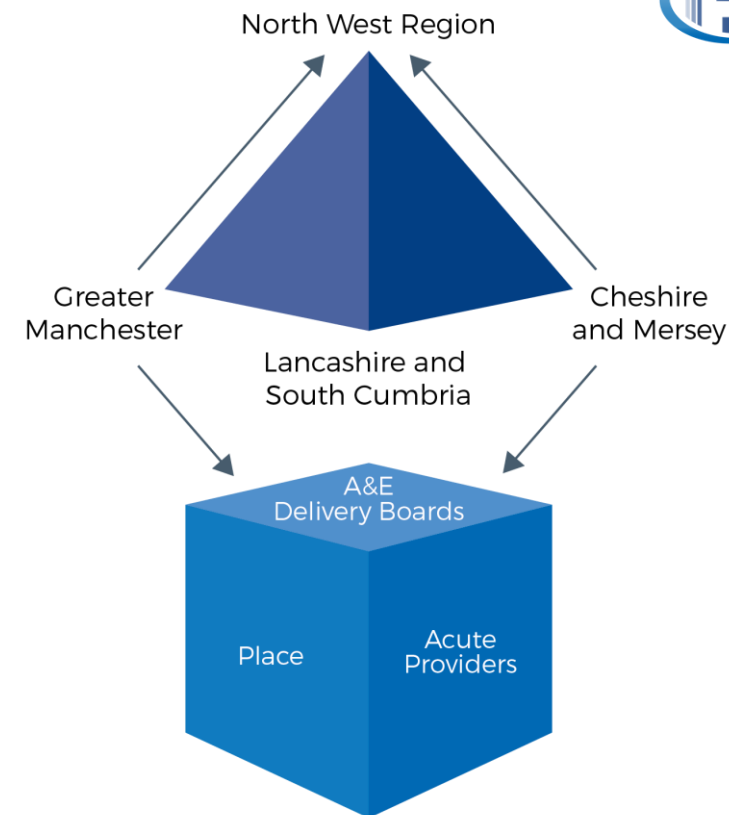 North West Region
Greater
Manchester
Cheshire
and Mersey
Lancashire and
South Cumbria
A&E
Delivery Boards
Place
Acute
Providers